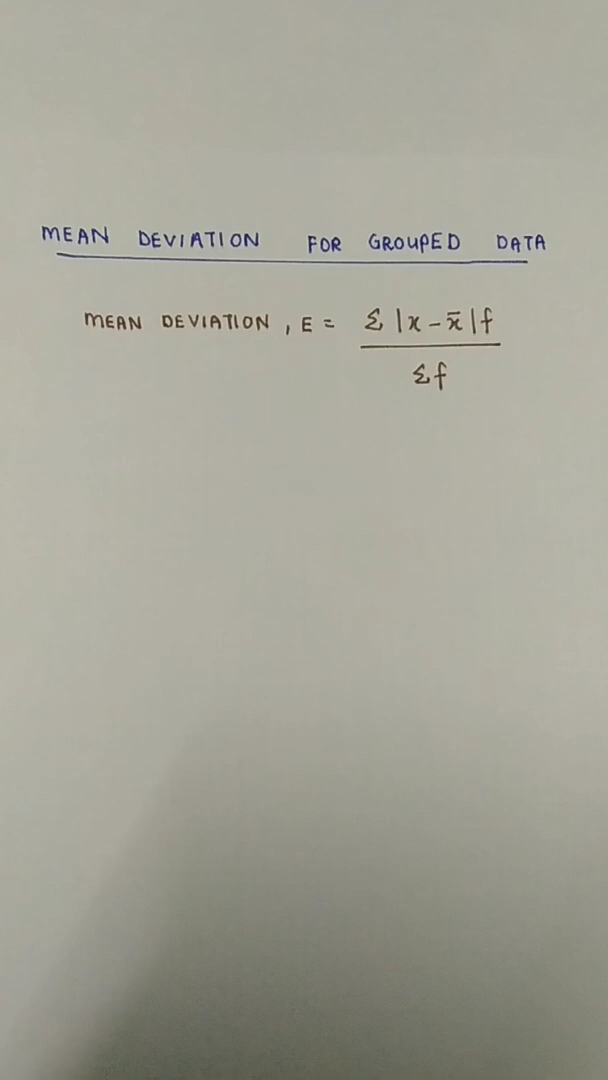 MEAN DEVIATION FOR GROUPED DATA
MEAN DEVIATION, E = Σ |x - x̄| f
Σf